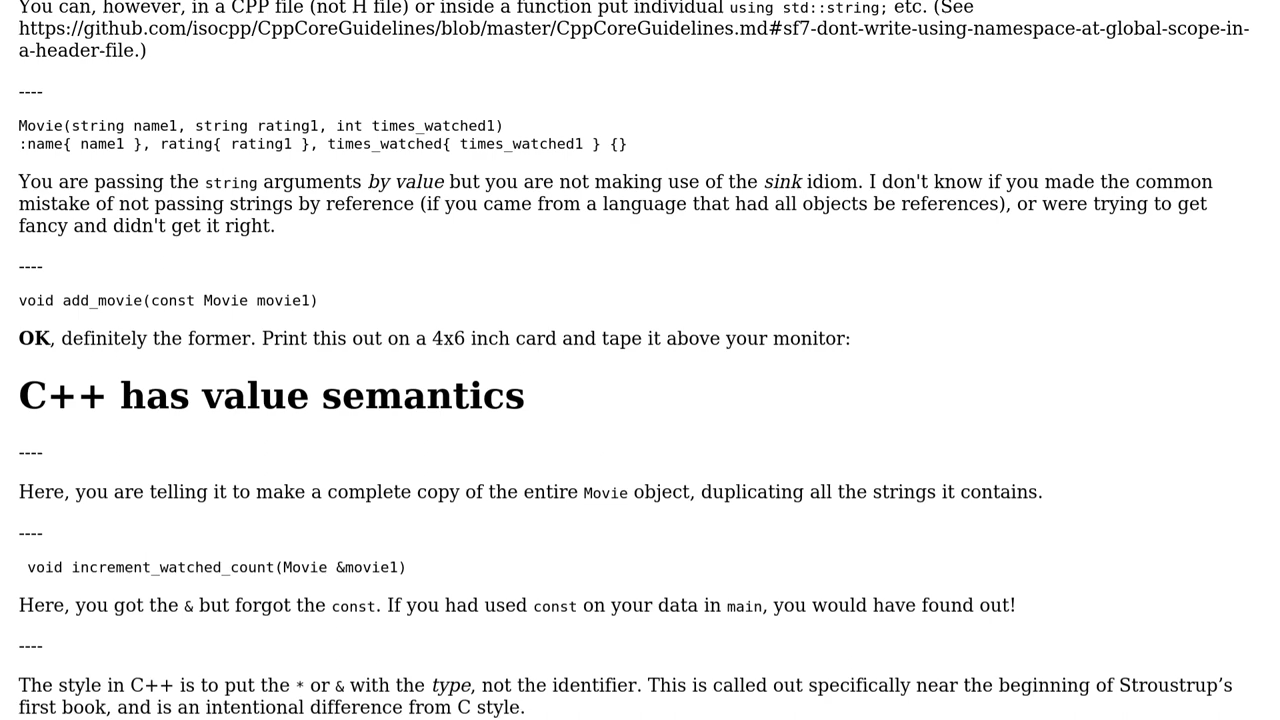 You can, however, in a CPP file (not H file) or inside a function put individual using std::string; etc. (See
https://github.com/isocpp/CppCoreGuidelines/blob/master/CppCoreGuidelines.md#sf7-dont-write-using-namespace-at-global-scope-in-
a-header-file.)
----
Movie(string name1, string rating1, int times_watched1)
:name{ name1 }, rating{ rating1 }, times_watched{ times_watched1 } {}
You are passing the string arguments by value but you are not making use of the sink idiom. I don't know if you made the common
mistake of not passing strings by reference (if you came from a language that had all objects be references), or were trying to get
fancy and didn't get it right.
----
void add_movie(const Movie movie1)
OK, definitely the former. Print this out on a 4x6 inch card and tape it above your monitor:
C++ has value semantics
----
Here, you are telling it to make a complete copy of the entire Movie object, duplicating all the strings it contains.
----
void increment_watched_count(Movie &movie1)
Here, you got the & but forgot the const. If you had used const on your data in main, you would have found out!
----
The style in C++ is to put the * or & with the type, not the identifier. This is called out specifically near the beginning of Stroustrup’s
first book, and is an intentional difference from C style.